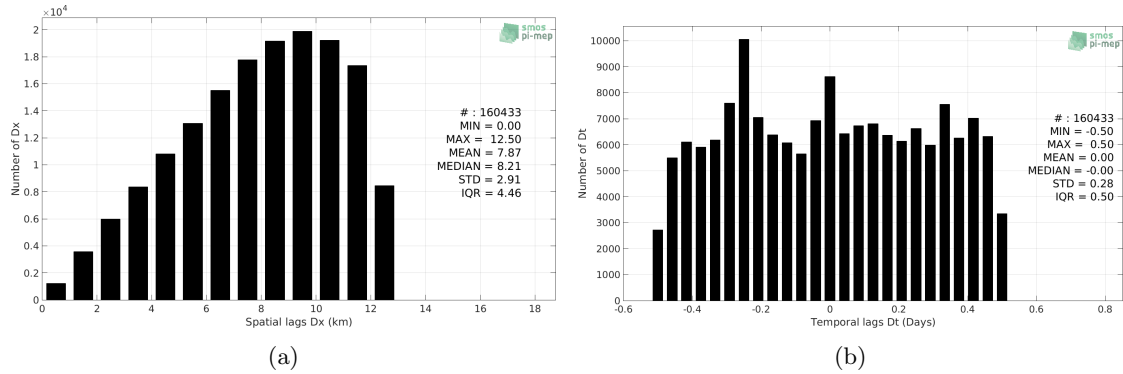 ×10⁴
2
1.8
1.6
1.4
1.2
1
0.8
0.6
0.4
0.2
0
0 2 4 6 8 10 12 14 16 18
Number of Dx
Spatial lags Dx (km)
smos
pi-mep
# : 160433
MIN = 0.00
MAX = 12.50
MEAN = 7.87
MEDIAN = 8.21
STD = 2.91
IQR = 4.46
(a)
10000
9000
8000
7000
6000
5000
4000
3000
2000
1000
0
-0.6 -0.4 -0.2 0 0.2 0.4 0.6 0.8
Number of Dt
Temporal lags Dt (Days)
smos
pi-mep
# : 160433
MIN = -0.50
MAX = 0.50
MEAN = 0.00
MEDIAN = -0.00
STD = 0.28
IQR = 0.50
(b)